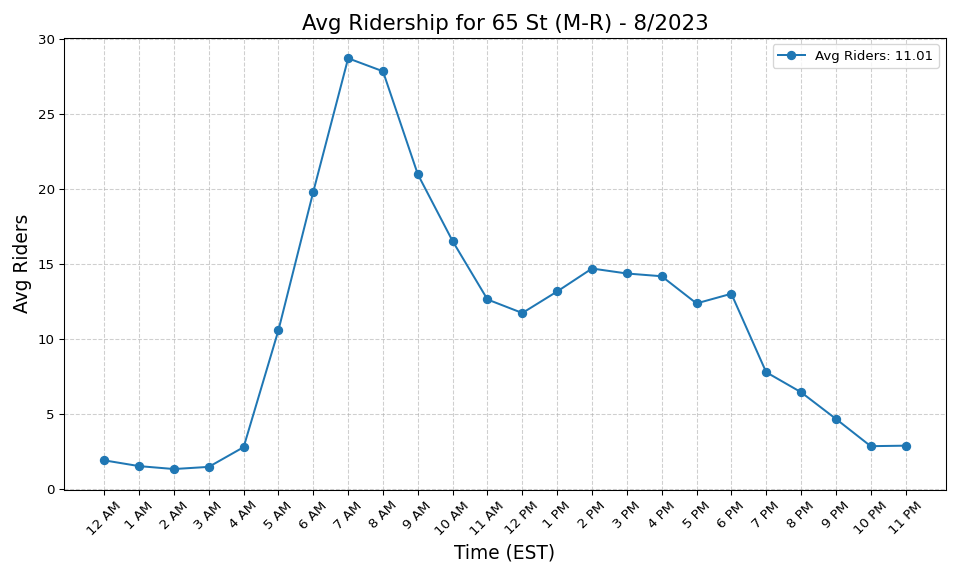 Avg Ridership for 65 St (M-R) - 8/2023
Avg Riders: 11.01
Avg Riders
30
25
20
15
10
5
0
12 AM 1 AM 2 AM 3 AM 4 AM 5 AM 6 AM 7 AM 8 AM 9 AM 10 AM 11 AM 12 PM 1 PM 2 PM 3 PM 4 PM 5 PM 6 PM 7 PM 8 PM 9 PM 10 PM 11 PM
Time (EST)